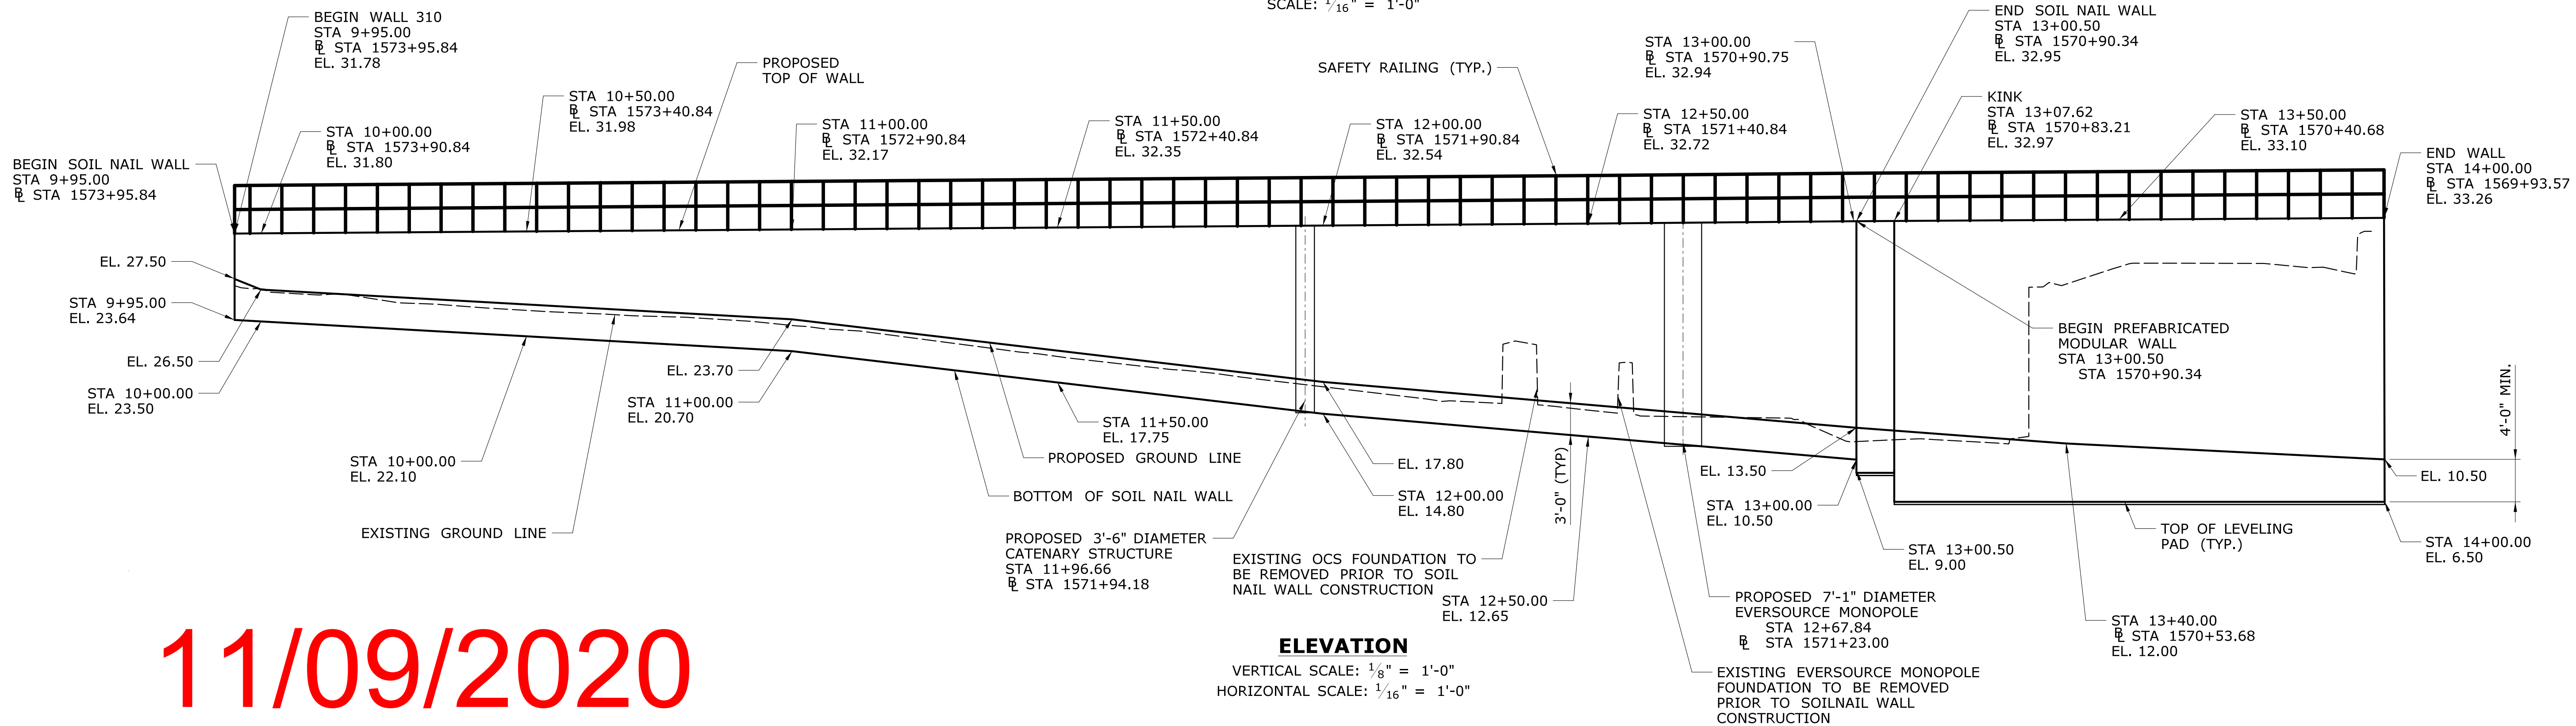 SCALE: 1/16" = 1'-0"
BEGIN WALL 310
STA 9+95.00
BL STA 1573+95.84
EL. 31.78
BEGIN SOIL NAIL WALL
STA 9+95.00
BL STA 1573+95.84
STA 10+00.00
BL STA 1573+90.84
EL. 31.80
STA 10+50.00
BL STA 1573+40.84
EL. 31.98
PROPOSED
TOP OF WALL
STA 11+00.00
BL STA 1572+90.84
EL. 32.17
STA 11+50.00
BL STA 1572+40.84
EL. 32.35
SAFETY RAILING (TYP.)
STA 12+00.00
BL STA 1571+90.84
EL. 32.54
STA 12+50.00
BL STA 1571+40.84
EL. 32.72
STA 13+00.00
BL STA 1570+90.75
EL. 32.94
END SOIL NAIL WALL
STA 13+00.50
BL STA 1570+90.34
EL. 32.95
KINK
STA 13+07.62
BL STA 1570+83.21
EL. 32.97
STA 13+50.00
BL STA 1570+40.68
EL. 33.10
END WALL
STA 14+00.00
BL STA 1569+93.57
EL. 33.26
EL. 27.50
STA 9+95.00
EL. 23.64
EL. 26.50
STA 10+00.00
EL. 23.50
STA 10+00.00
EL. 22.10
EXISTING GROUND LINE
EL. 23.70
STA 11+00.00
EL. 20.70
STA 11+50.00
EL. 17.75
PROPOSED GROUND LINE
BOTTOM OF SOIL NAIL WALL
PROPOSED 3'-6" DIAMETER
CATENARY STRUCTURE
STA 11+96.66
BL STA 1571+94.18
EL. 17.80
STA 12+00.00
EL. 14.80
EXISTING OCS FOUNDATION TO
BE REMOVED PRIOR TO SOIL
NAIL WALL CONSTRUCTION
3'-0" (TYP)
STA 12+50.00
EL. 12.65
EL. 13.50
STA 13+00.00
EL. 10.50
PROPOSED 7'-1" DIAMETER
EVERSOURCE MONOPOLE
STA 12+67.84
BL STA 1571+23.00
EXISTING EVERSOURCE MONOPOLE
FOUNDATION TO BE REMOVED
PRIOR TO SOILNAIL WALL
CONSTRUCTION
BEGIN PREFABRICATED
MODULAR WALL
STA 13+00.50
STA 1570+90.34
STA 13+00.50
EL. 9.00
STA 13+40.00
BL STA 1570+53.68
EL. 12.00
TOP OF LEVELING
PAD (TYP.)
4'-0" MIN.
EL. 10.50
STA 14+00.00
EL. 6.50
ELEVATION
VERTICAL SCALE: 1/8" = 1'-0"
HORIZONTAL SCALE: 1/16" = 1'-0"
11/09/2020